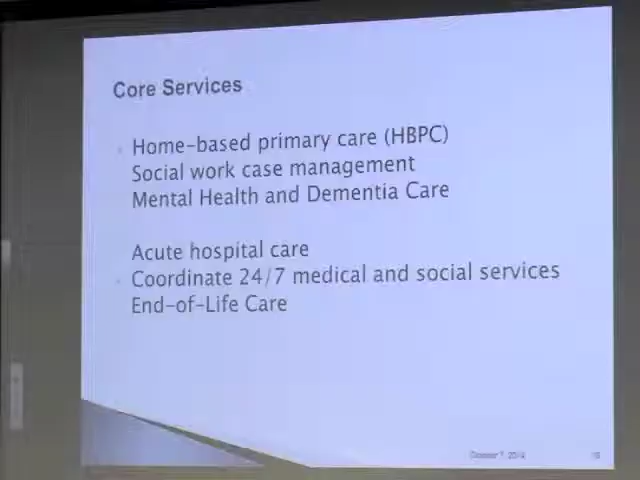 Core Services
Home-based primary care (HBPC)
Social work case management
Mental Health and Dementia Care
Acute hospital care
Coordinate 24/7 medical and social services
End-of-Life Care